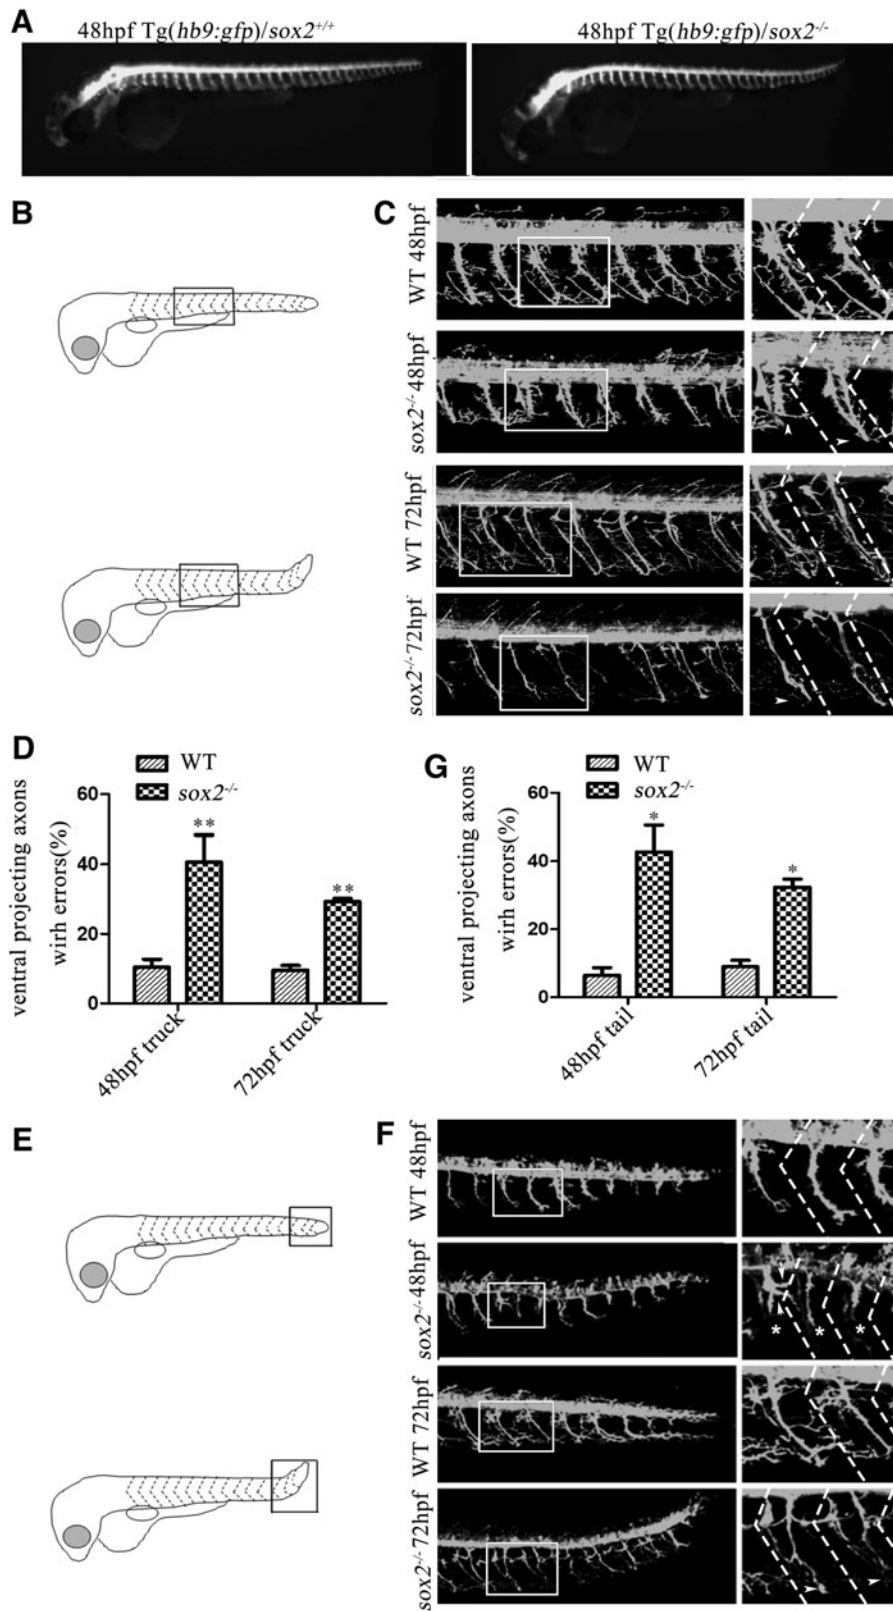 A
48hpf Tg(hb9:gfp)/sox2+/+
48hpf Tg(hb9:gfp)/sox2-/-
B
C
WT 48hpf
sox2-/- 48hpf
WT 72hpf
sox2-/- 72hpf
D
WT
sox2-/-
ventral projecting axons
wirh errors(%)
60
40
20
0
**
**
48hpf truck
72hpf truck
G
WT
sox2-/-
ventral projecting axons
wirh errors(%)
60
40
20
0
*
*
48hpf tail
72hpf tail
E
F
WT 48hpf
sox2-/- 48hpf
* * *
WT 72hpf
sox2-/- 72hpf